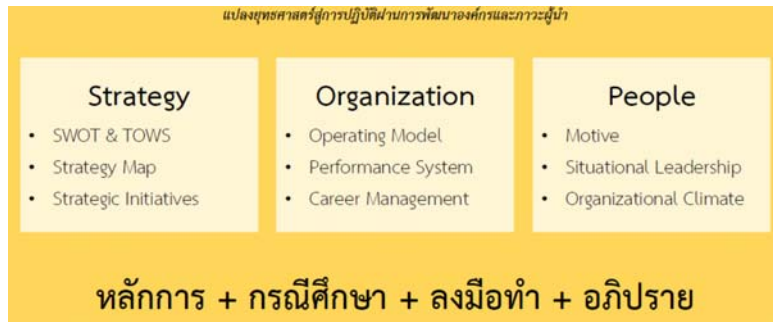 แปลงยุทธศาสตร์สู่การปฏิบัติผ่านการพัฒนาองค์กรและภาวะผู้นำ
Strategy
• SWOT & TOWS
• Strategy Map
• Strategic Initiatives
Organization
• Operating Model
• Performance System
• Career Management
People
• Motive
• Situational Leadership
• Organizational Climate
หลักการ + กรณีศึกษา + ลงมือทำ + อภิปราย